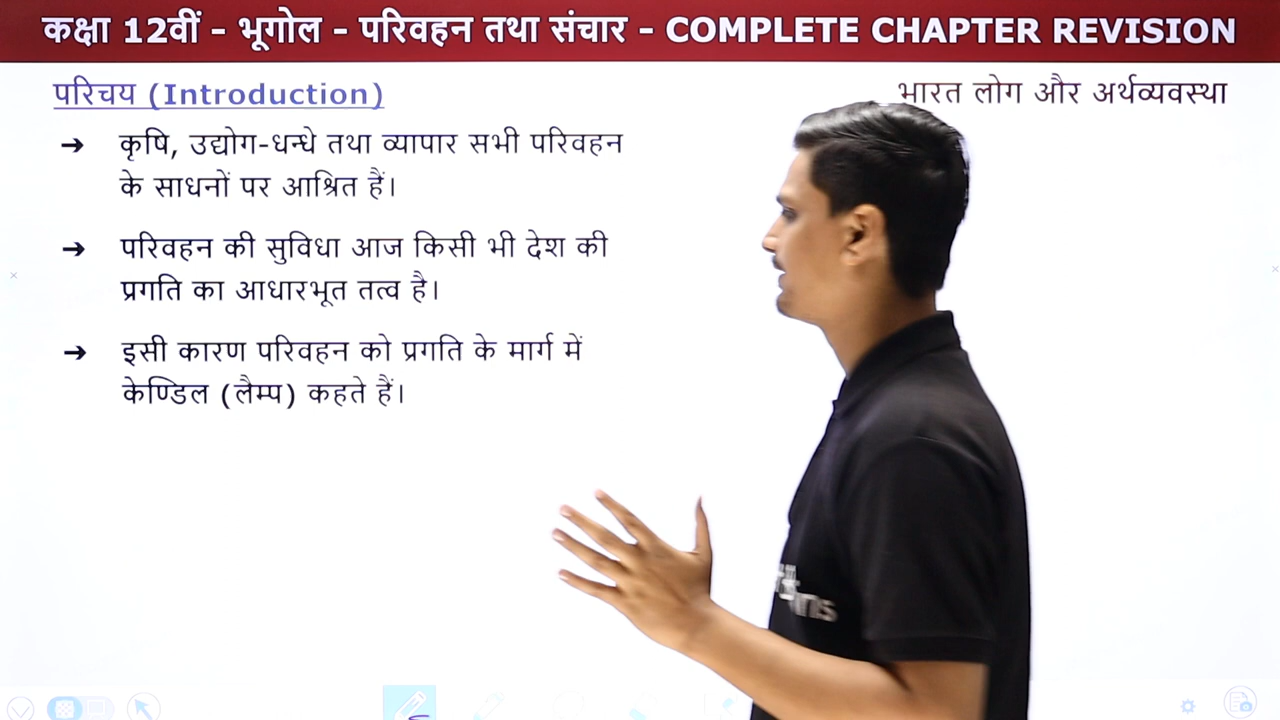 कक्षा 12वीं - भूगोल - परिवहन तथा संचार - COMPLETE CHAPTER REVISION
परिचय (Introduction)
भारत लोग और अर्थव्यवस्था
➔ कृषि, उद्योग-धन्धे तथा व्यापार सभी परिवहन
के साधनों पर आश्रित हैं।
➔ परिवहन की सुविधा आज किसी भी देश की
प्रगति का आधारभूत तत्व है।
➔ इसी कारण परिवहन को प्रगति के मार्ग में
केण्डिल (लैम्प) कहते हैं।